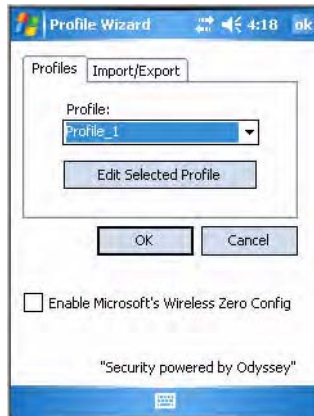 Profile Wizard 4:18 ok
Profiles Import/Export
Profile:
Profile_1
Edit Selected Profile
OK Cancel
Enable Microsoft's Wireless Zero Config
"Security powered by Odyssey"